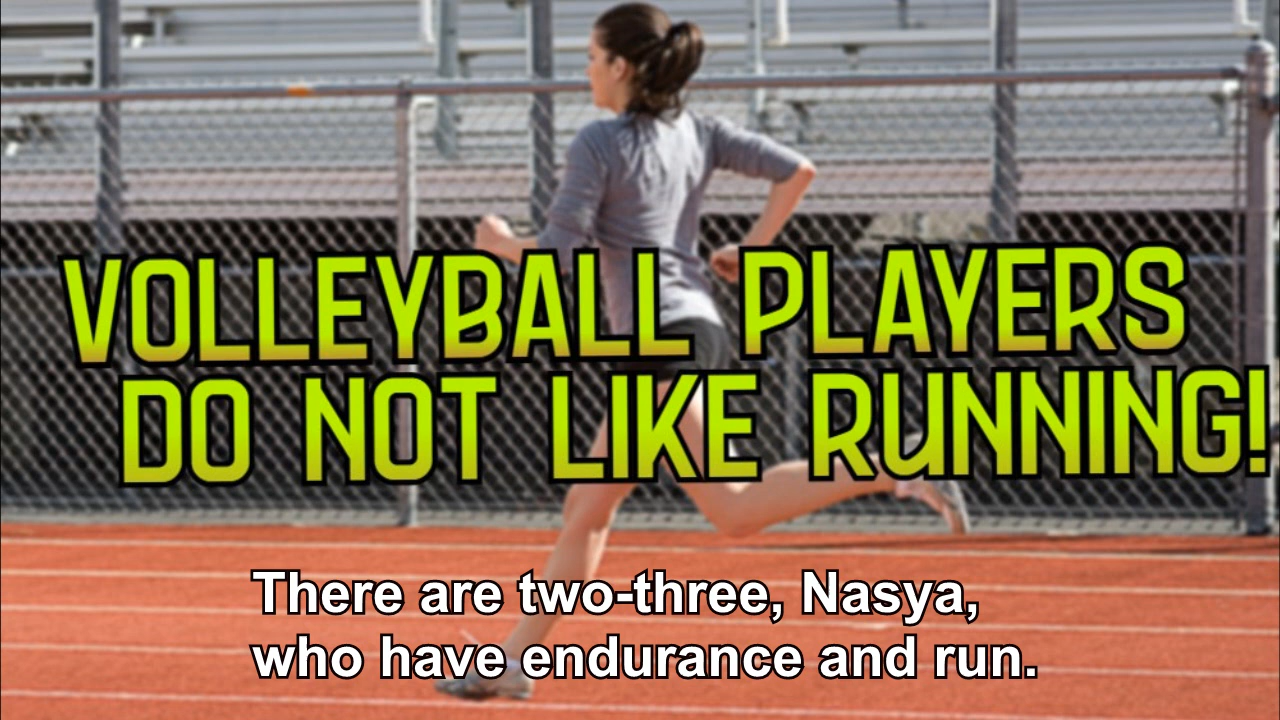 VOLLEYBALL PLAYERS
DO NOT LIKE RUNNING!
There are two-three, Nasya,
who have endurance and run.